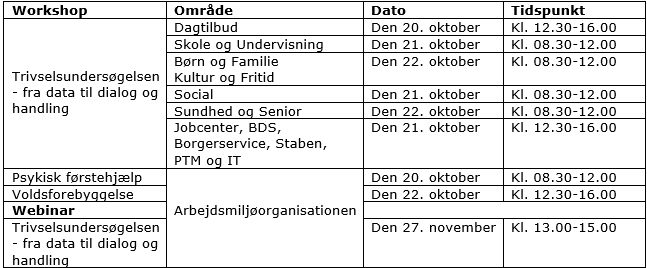 Workshop Område Dato Tidspunkt
Trivselsundersøgelsen
- fra data til dialog og
handling
Dagtilbud Den 20. oktober Kl. 12.30-16.00
Skole og Undervisning Den 21. oktober Kl. 08.30-12.00
Børn og Familie Den 22. oktober Kl. 08.30-12.00
Kultur og Fritid
Social Den 21. oktober Kl. 08.30-12.00
Sundhed og Senior Den 22. oktober Kl. 08.30-12.00
Jobcenter, BDS, Den 21. oktober Kl. 12.30-16.00
Borgerservice, Staben,
PTM og IT
Psykisk førstehjælp Den 20. oktober Kl. 08.30-12.00
Voldsforebyggelse Den 22. oktober Kl. 12.30-16.00
Arbejdsmiljøorganisationen
Webinar
Trivselsundersøgelsen Den 27. november Kl. 13.00-15.00
- fra data til dialog og
handling